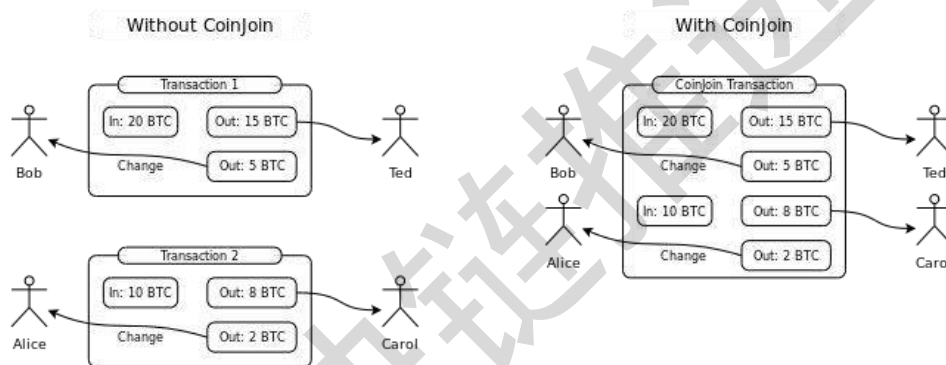 Without CoinJoin
Transaction 1
In: 20 BTC
Out: 15 BTC
Change
Out: 5 BTC
Bob
Ted
Transaction 2
In: 10 BTC
Out: 8 BTC
Change
Out: 2 BTC
Alice
Carol
With CoinJoin
CoinJoin Transaction
In: 20 BTC
Out: 15 BTC
Bob
Change
Out: 5 BTC
Ted
In: 10 BTC
Out: 8 BTC
Alice
Change
Out: 2 BTC
Caro
链推